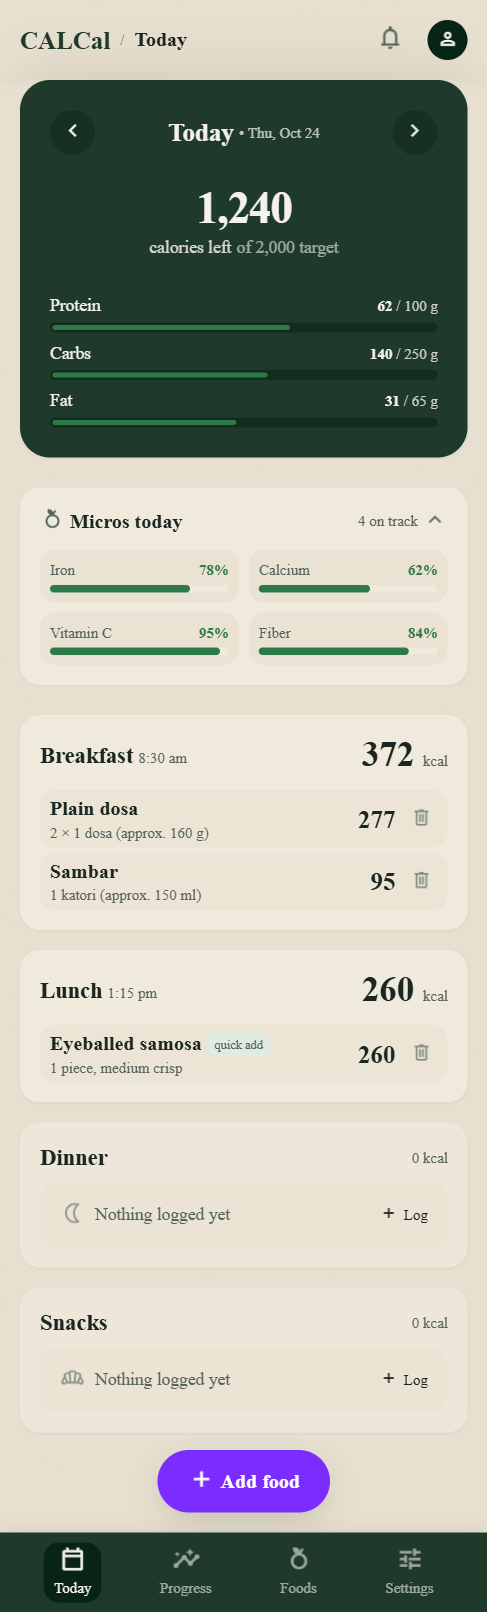 CALCal / Today
Today • Thu, Oct 24
1,240
calories left of 2,000 target
Protein 62 / 100 g
Carbs 140 / 250 g
Fat 31 / 65 g
Micros today 4 on track
Iron 78% Calcium 62%
Vitamin C 95% Fiber 84%
Breakfast 8:30 am 372 kcal
Plain dosa
2 × 1 dosa (approx. 160 g)
277
Sambar
1 katori (approx. 150 ml)
95
Lunch 1:15 pm 260 kcal
Eyeballed samosa quick add
1 piece, medium crisp
260
Dinner 0 kcal
Nothing logged yet + Log
Snacks 0 kcal
Nothing logged yet + Log
+ Add food
Today Progress Foods Settings